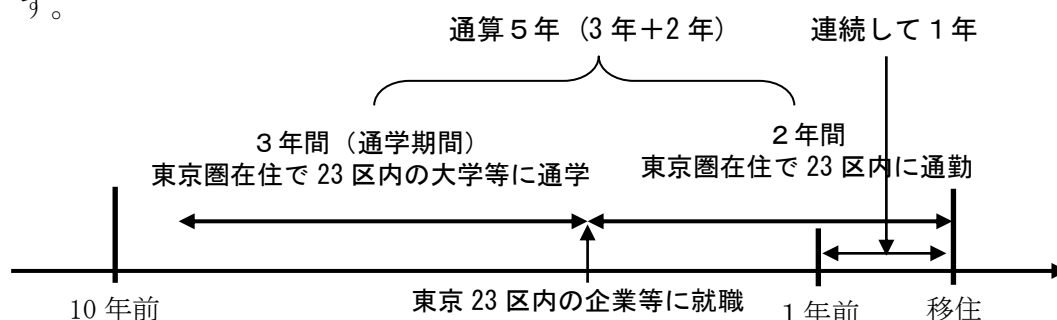 す。
通算５年（3 年＋2 年）
連続して１年
３年間（通学期間）
東京圏在住で 23 区内の大学等に通学
２年間
東京圏在住で 23 区内に通勤
10 年前
東京 23 区内の企業等に就職
１年前
移住